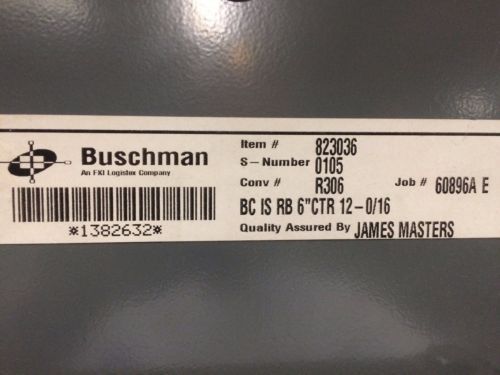 Buschman
An FKI Logistex Company
*1382632*
Item # 823036
S-Number 0105
Conv # R306 Job # 60896A E
BC IS RB 6"CTR 12-0/16
Quality Assured By JAMES MASTERS